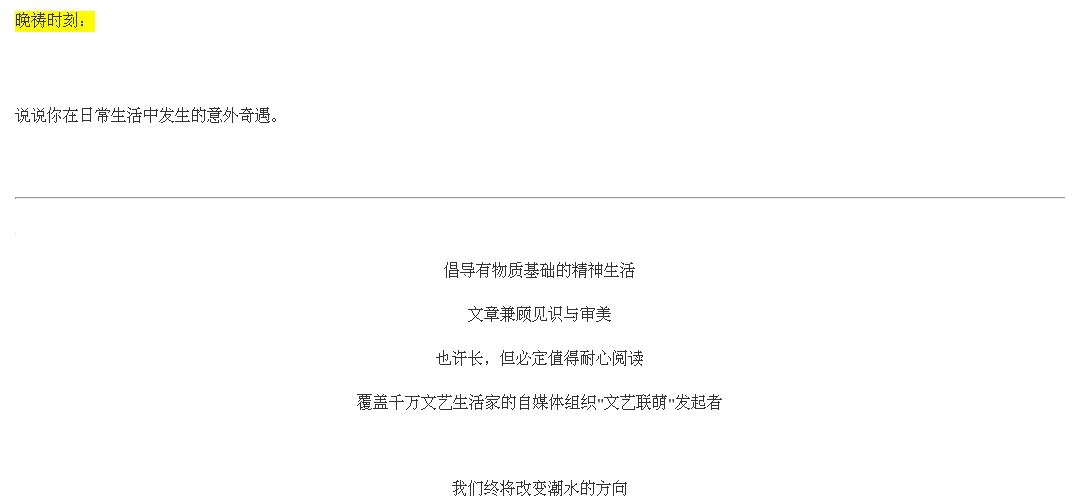 晚祷时刻：
说说你在日常生活中发生的意外奇遇。
倡导有物质基础的精神生活
文章兼顾见识与审美
也许长，但必定值得耐心阅读
覆盖千万文艺生活家的自媒体组织"文艺联萌"发起者
我们终将改变潮水的方向